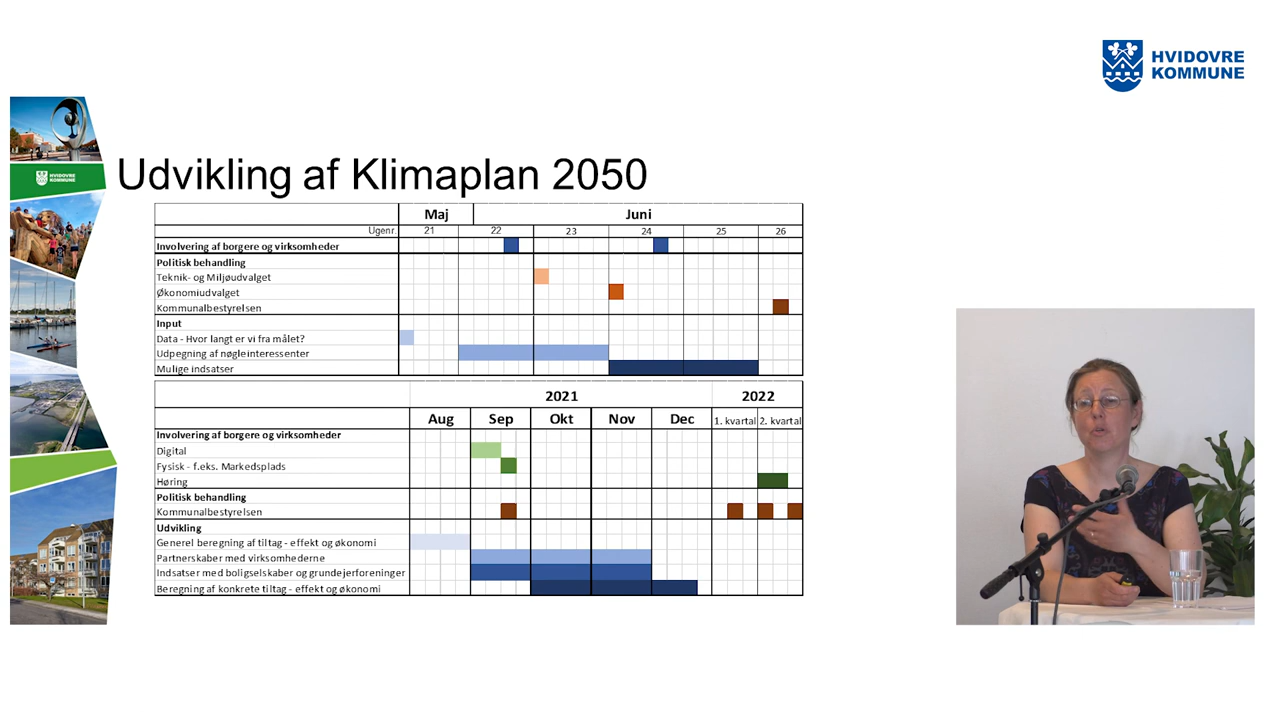 HVIDOVRE
KOMMUNE
HVIDOVRE
KOMMUNE
Udvikling af Klimaplan 2050
Maj Juni
Ugenr. 21 22 23 24 25 26
Involvering af borgere og virksomheder
Politisk behandling
Teknik- og Miljøudvalget
Økonomiudvalget
Kommunalbestyrelsen
Input
Data - Hvor langt er vi fra målet?
Udpegning af nøgleinteressenter
Mulige indsatser
2021 2022
Aug Sep Okt Nov Dec 1. kvartal 2. kvartal
Involvering af borgere og virksomheder
Digital
Fysisk - f.eks. Markedsplads
Høring
Politisk behandling
Kommunalbestyrelsen
Udvikling
Generel beregning af tiltag - effekt og økonomi
Partnerskaber med virksomhederne
Indsatser med boligselskaber og grundejerforeninger
Beregning af konkrete tiltag - effekt og økonomi